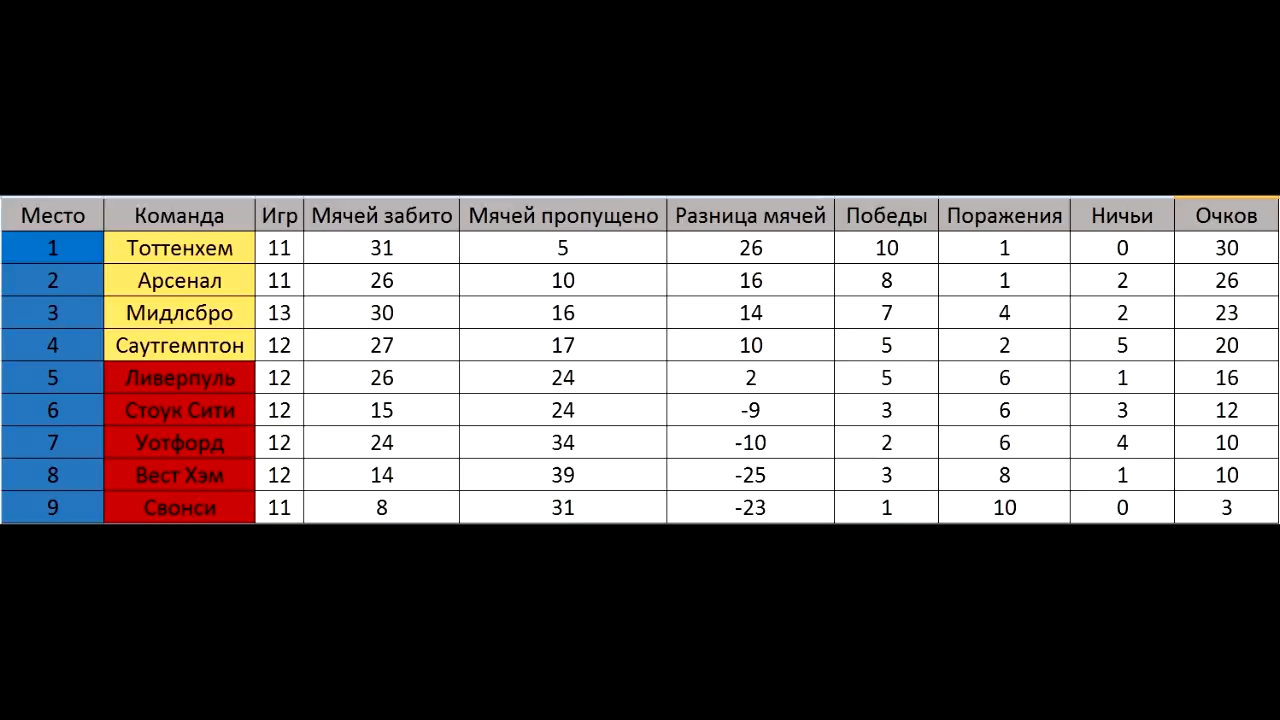 Место Команда Игр Мячей забито Мячей пропущено Разница мячей Победы Поражения Ничьи Очков
1 Тоттенхем 11 31 5 26 10 1 0 30
2 Арсенал 11 26 10 16 8 1 2 26
3 Мидлсбро 13 30 16 14 7 4 2 23
4 Саутгемптон 12 27 17 10 5 2 5 20
5 Ливерпуль 12 26 24 2 5 6 1 16
6 Стоук Сити 12 15 24 -9 3 6 3 12
7 Уотфорд 12 24 34 -10 2 6 4 10
8 Вест Хэм 12 14 39 -25 3 8 1 10
9 Свонси 11 8 31 -23 1 10 0 3